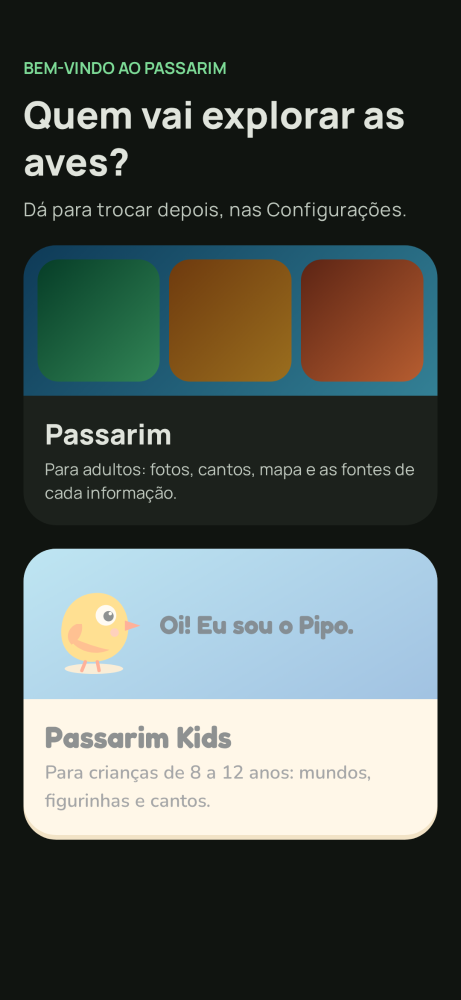 BEM-VINDO AO PASSARIM
Quem vai explorar as
aves?
Dá para trocar depois, nas Configurações.
Passarim
Para adultos: fotos, cantos, mapa e as fontes de
cada informação.
Oi! Eu sou o Pipo.
Passarim Kids
Para crianças de 8 a 12 anos: mundos,
figurinhas e cantos.